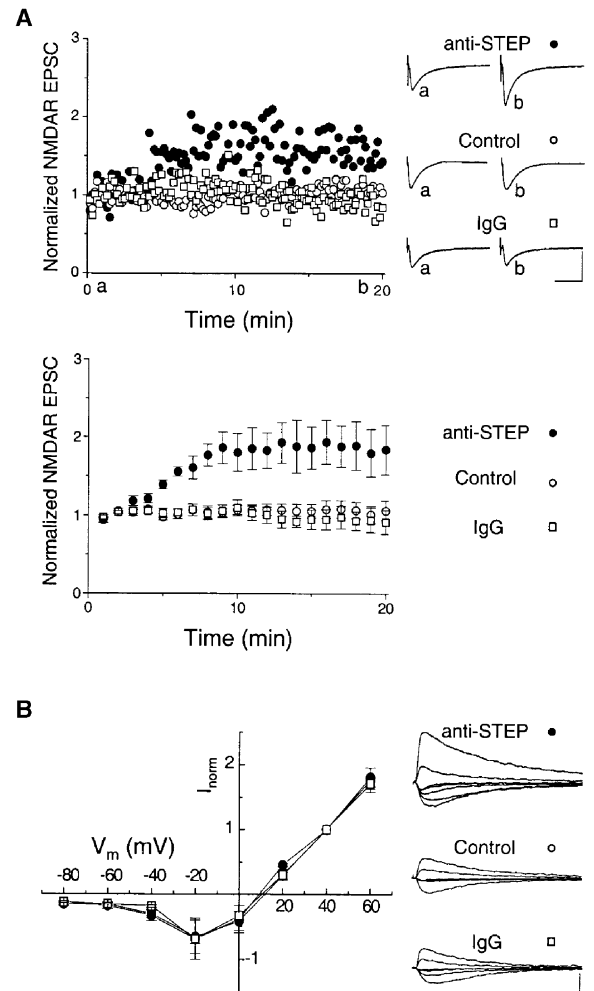 A
Normalized NMDAR EPSC
3
2
1
0
0 a 10 b 20
Time (min)
anti-STEP
a b
Control
a b
IgG
a b
Normalized NMDAR EPSC
3
2
1
0
0 10 20
Time (min)
anti-STEP
Control
IgG
B
I norm
2
1
-1
Vm (mV)
-80 -60 -40 -20
20 40 60
anti-STEP
Control
IgG